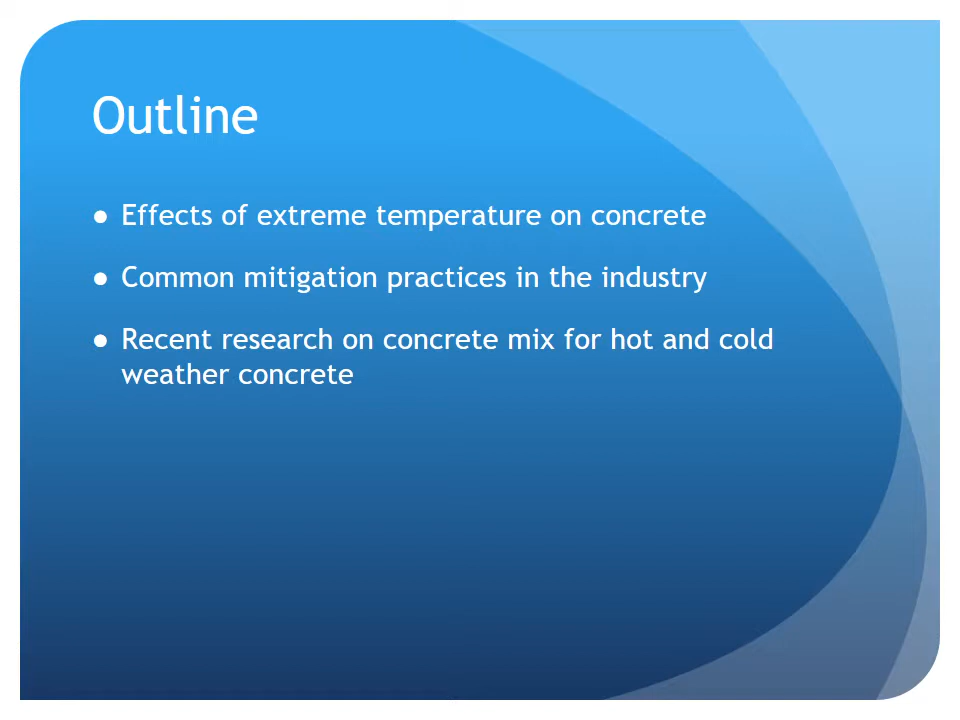 Outline
● Effects of extreme temperature on concrete
● Common mitigation practices in the industry
● Recent research on concrete mix for hot and cold
weather concrete